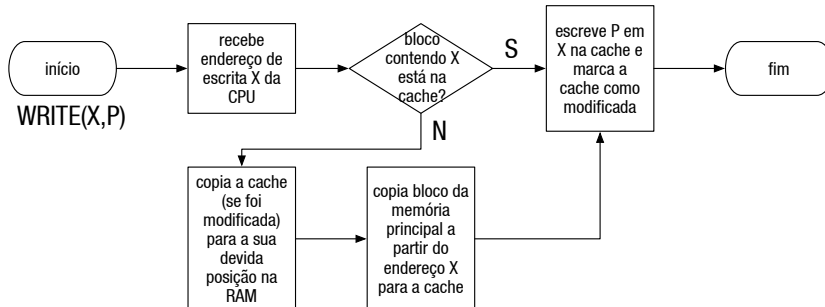 início
WRITE(X,P)
recebe
endereço de
escrita X da
CPU
bloco
contendo X
está na
cache?
S
N
escreve P em
X na cache e
marca a
cache como
modificada
fim
copia a cache
(se foi
modificada)
para a sua
devida
posição na
RAM
copia bloco da
memória
principal a
partir do
endereço X
para a cache